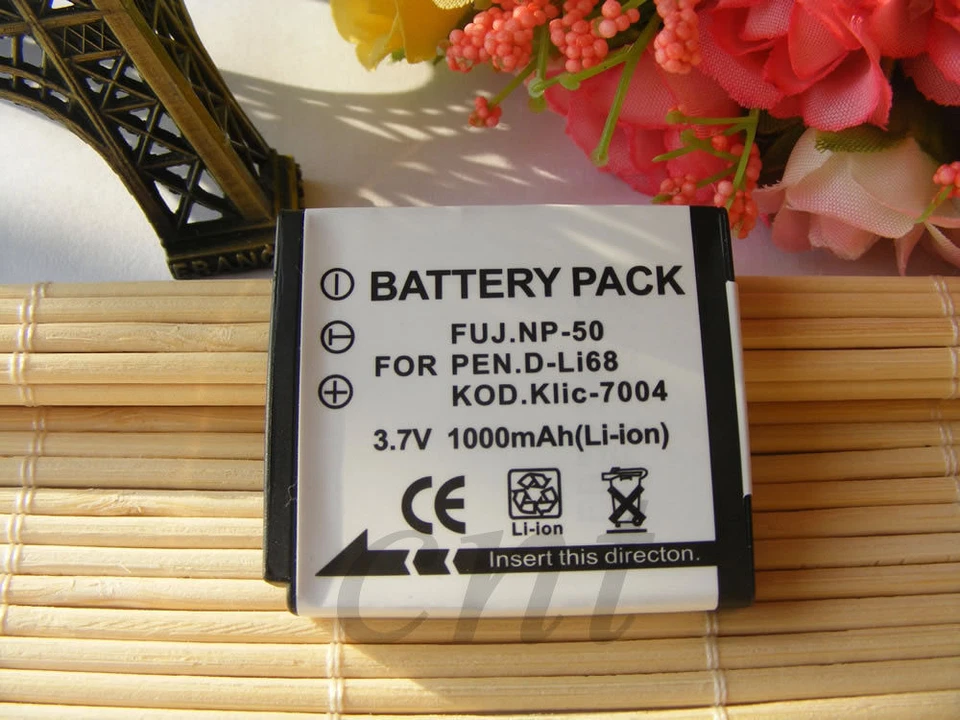 FRANC
BATTERY PACK
FUJ.NP-50
FOR PEN.D-Li68
KOD.Klic-7004
3.7V 1000mAh(Li-ion)
CE
Li-ion
Insert this directon.
cni